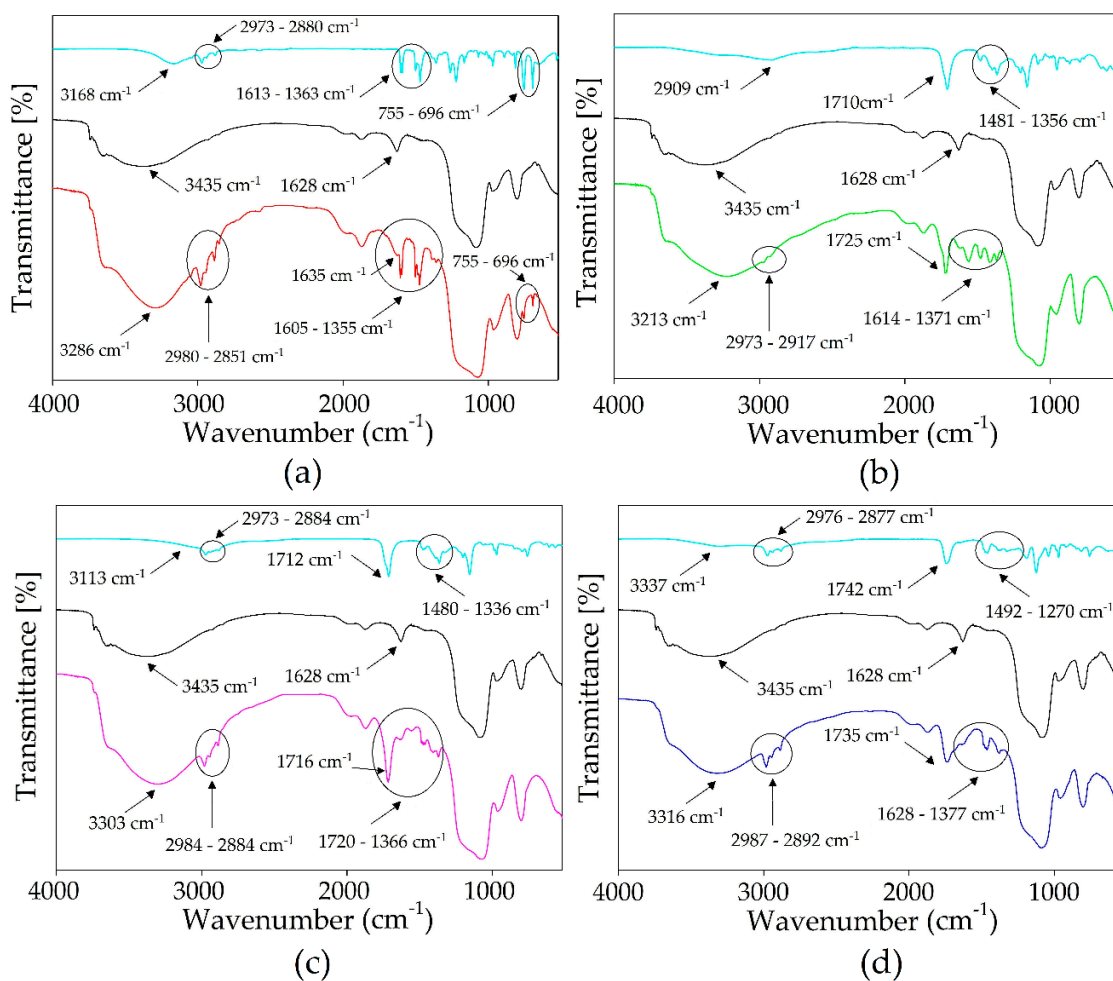 2973 - 2880 cm⁻¹
3168 cm⁻¹
1613 - 1363 cm⁻¹
755 - 696 cm⁻¹
3435 cm⁻¹
1628 cm⁻¹
1635 cm⁻¹
755 - 696 cm⁻¹
1605 - 1355 cm⁻¹
3286 cm⁻¹
2980 - 2851 cm⁻¹
Transmittance [%]
4000 3000 2000 1000
Wavenumber (cm⁻¹)
(a)
2909 cm⁻¹
1710cm⁻¹
1481 - 1356 cm⁻¹
3435 cm⁻¹
1628 cm⁻¹
1725 cm⁻¹
3213 cm⁻¹
2973 - 2917 cm⁻¹
1614 - 1371 cm⁻¹
Transmittance [%]
4000 3000 2000 1000
Wavenumber (cm⁻¹)
(b)
2973 - 2884 cm⁻¹
3113 cm⁻¹
1712 cm⁻¹
1480 - 1336 cm⁻¹
3435 cm⁻¹
1628 cm⁻¹
1716 cm⁻¹
3303 cm⁻¹
2984 - 2884 cm⁻¹
1720 - 1366 cm⁻¹
Transmittance [%]
4000 3000 2000 1000
Wavenumber (cm⁻¹)
(c)
2976 - 2877 cm⁻¹
3337 cm⁻¹
1742 cm⁻¹
1492 - 1270 cm⁻¹
3435 cm⁻¹
1628 cm⁻¹
1735 cm⁻¹
3316 cm⁻¹
2987 - 2892 cm⁻¹
1628 - 1377 cm⁻¹
Transmittance [%]
4000 3000 2000 1000
Wavenumber (cm⁻¹)
(d)